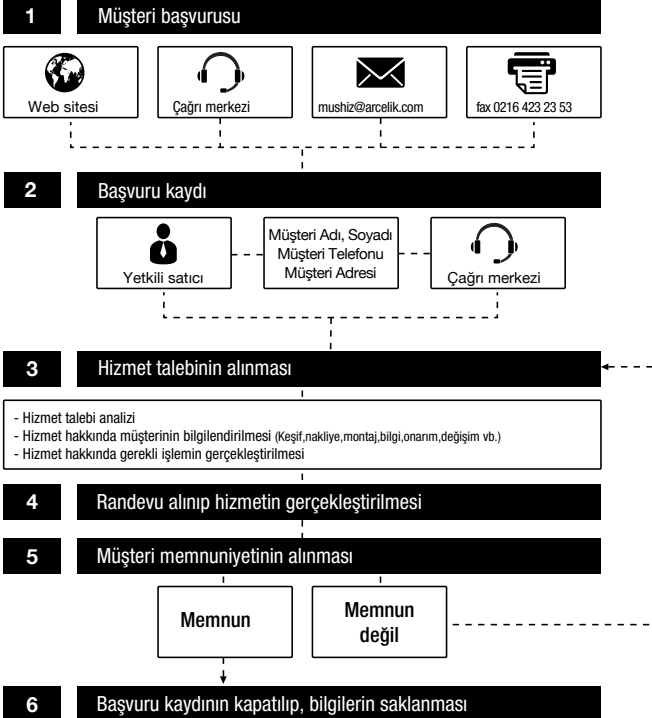 1 Müşteri başvurusu
Web sitesi
Çağrı merkezi
mushiz@arcelik.com
fax 0216 423 23 53
2 Başvuru kaydı
Yetkili satıcı
Müşteri Adı, Soyadı
Müşteri Telefonu
Müşteri Adresi
Çağrı merkezi
3 Hizmet talebinin alınması
- Hizmet talebi analizi
- Hizmet hakkında müşterinin bilgilendirilmesi (Keşif,nakliye,montaj,bilgi,onarım,değişim vb.)
- Hizmet hakkında gerekli işlemin gerçekleştirilmesi
4 Randevu alınıp hizmetin gerçekleştirilmesi
5 Müşteri memnuniyetinin alınması
Memnun
Memnun
değil
6 Başvuru kaydının kapatılıp, bilgilerin saklanması